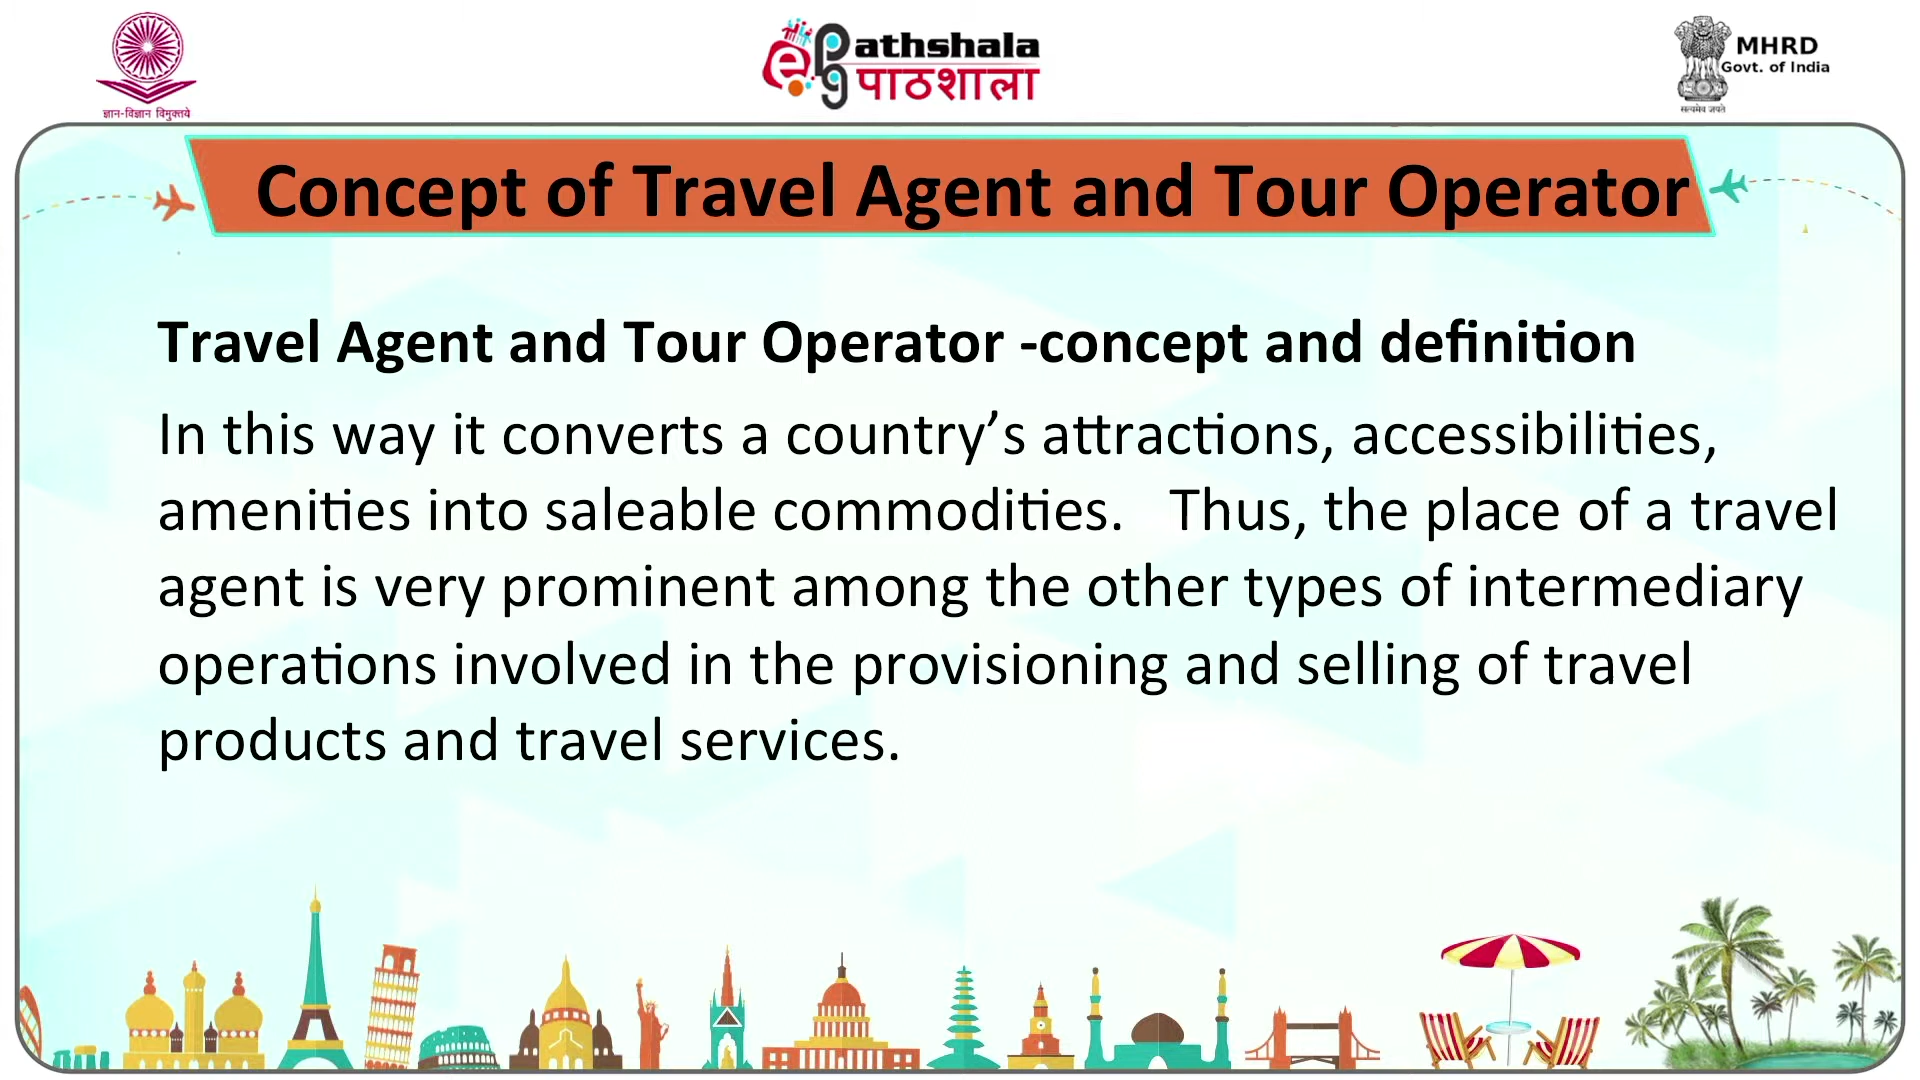 ज्ञान-विज्ञान विमुक्तये
epgathshala
पाठशाला
MHRD
Govt. of India
सत्यमेव जयते
Concept of Travel Agent and Tour Operator
Travel Agent and Tour Operator -concept and definition
In this way it converts a country’s attractions, accessibilities,
amenities into saleable commodities.   Thus, the place of a travel
agent is very prominent among the other types of intermediary
operations involved in the provisioning and selling of travel
products and travel services.